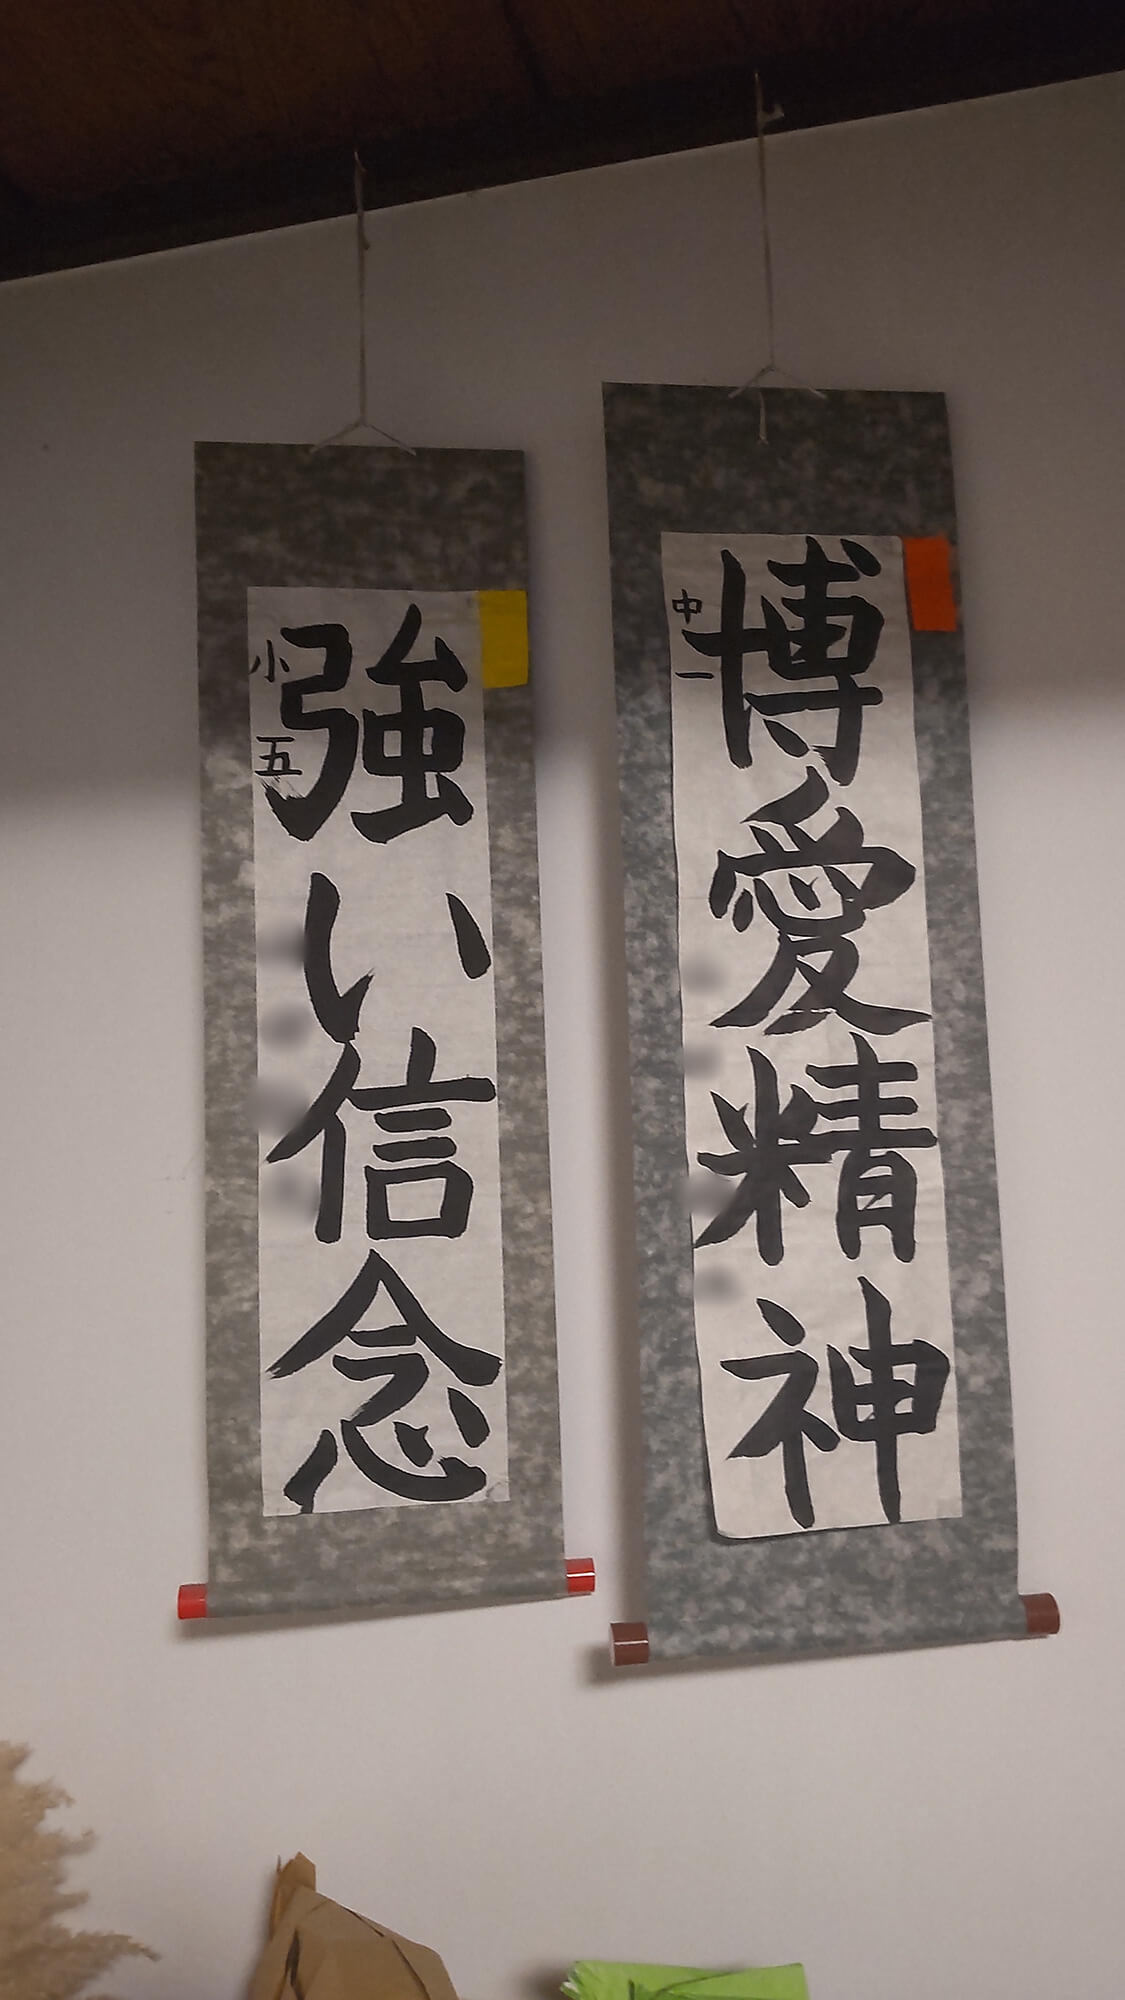 博愛精神
中一
強い信念
小五